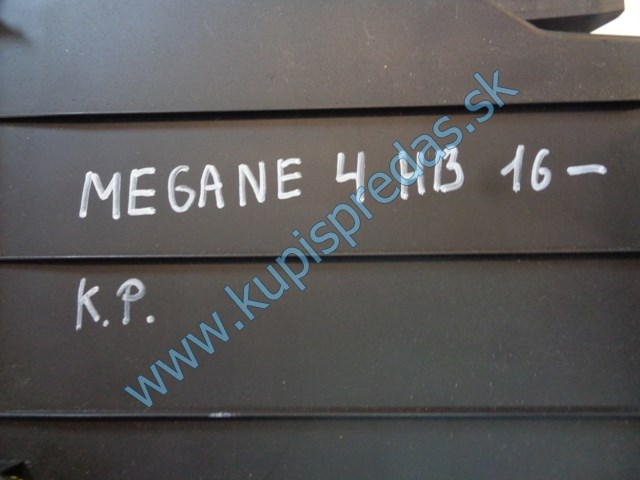 MEGANE 4 HB 16-
K.P.
www.kupispredas.sk